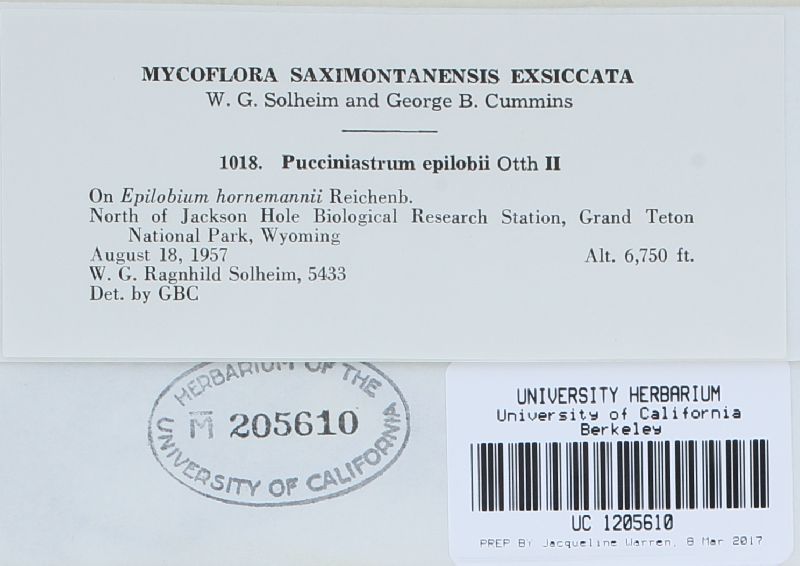 MYCOFLORA SAXIMONTANENSIS EXSICCATA
W. G. Solheim and George B. Cummins
1018. Pucciniastrum epilobii Otth II
On Epilobium hornemannii Reichenb.
North of Jackson Hole Biological Research Station, Grand Teton
National Park, Wyoming
August 18, 1957 Alt. 6,750 ft.
W. G. Ragnhild Solheim, 5433
Det. by GBC
HERBARIUM OF THE
M 205610
UNIVERSITY OF CALIFORNIA
UNIVERSITY HERBARIUM
University of California
Berkeley
UC 1205610
PREP BY Jacqueline Warren, 8 Mar 2017